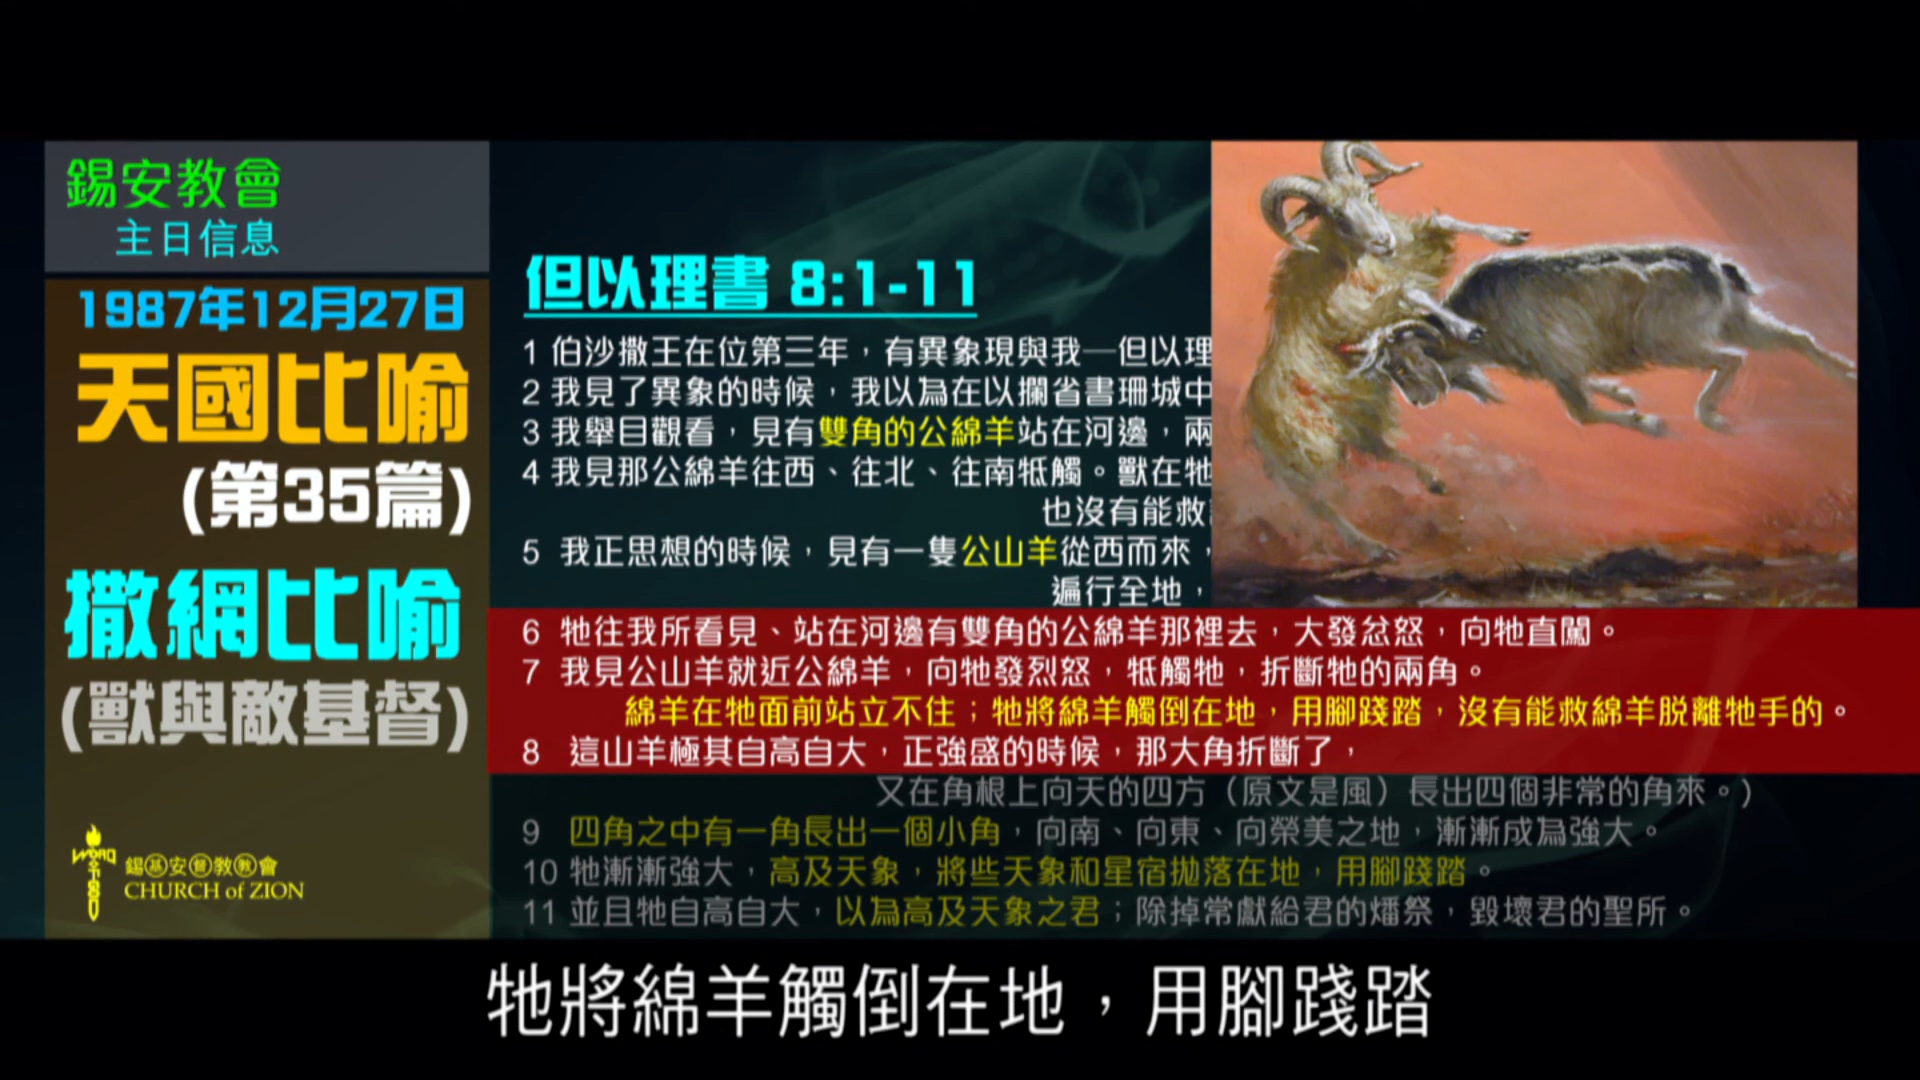 錫安教會
主日信息
1987年12月27日
天國比喻
(第35篇)
撒網比喻
(獸與敵基督)
WORD OF GOD
錫基安督教教會
CHURCH of ZION
但以理書 8:1-11
1 伯沙撒王在位第三年，有異象現與我—但以理
2 我見了異象的時候，我以為在以攔省書珊城中
3 我舉目觀看，見有雙角的公綿羊站在河邊，兩
4 我見那公綿羊往西、往北、往南牴觸。獸在牠
也沒有能救
5 我正思想的時候，見有一隻公山羊從西而來，
遍行全地，
6 牠往我所看見、站在河邊有雙角的公綿羊那裡去，大發忿怒，向牠直闖。
7 我見公山羊就近公綿羊，向牠發烈怒，牴觸牠，折斷牠的兩角。
綿羊在牠面前站立不住；牠將綿羊觸倒在地，用腳踐踏，沒有能救綿羊脫離牠手的。
8 這山羊極其自高自大，正強盛的時候，那大角折斷了，
又在角根上向天的四方（原文是風）長出四個非常的角來。)
9 四角之中有一角長出一個小角，向南、向東、向榮美之地，漸漸成為強大。
10 牠漸漸強大，高及天象，將些天象和星宿拋落在地，用腳踐踏。
11 並且牠自高自大，以為高及天象之君；除掉常獻給君的燔祭，毀壞君的聖所。
牠將綿羊觸倒在地，用腳踐踏